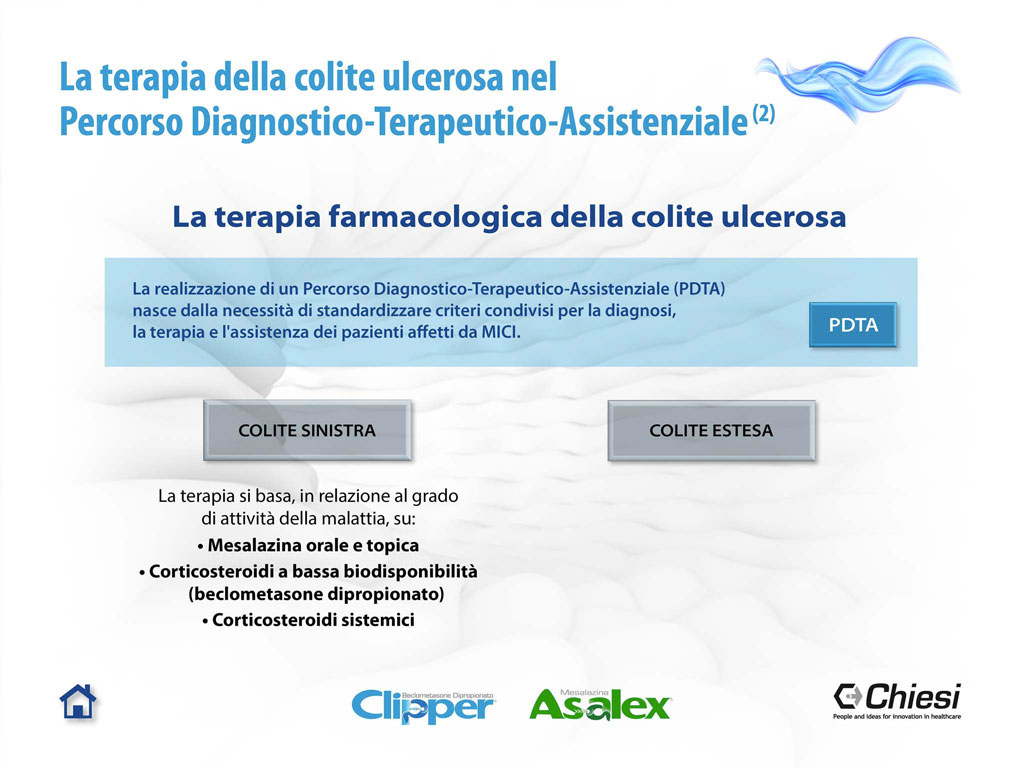 La terapia della colite ulcerosa nel
Percorso Diagnostico-Terapeutico-Assistenziale (2)
La terapia farmacologica della colite ulcerosa
La realizzazione di un Percorso Diagnostico-Terapeutico-Assistenziale (PDTA)
nasce dalla necessità di standardizzare criteri condivisi per la diagnosi,
la terapia e l'assistenza dei pazienti affetti da MICI.
PDTA
COLITE SINISTRA
COLITE ESTESA
La terapia si basa, in relazione al grado
di attività della malattia, su:
• Mesalazina orale e topica
• Corticosteroidi a bassa biodisponibilità
(beclometasone dipropionato)
• Corticosteroidi sistemici
Beclometasone Dipropionato
Clipper®
Mesalazina
Asalex®
Chiesi
People and ideas for innovation in healthcare